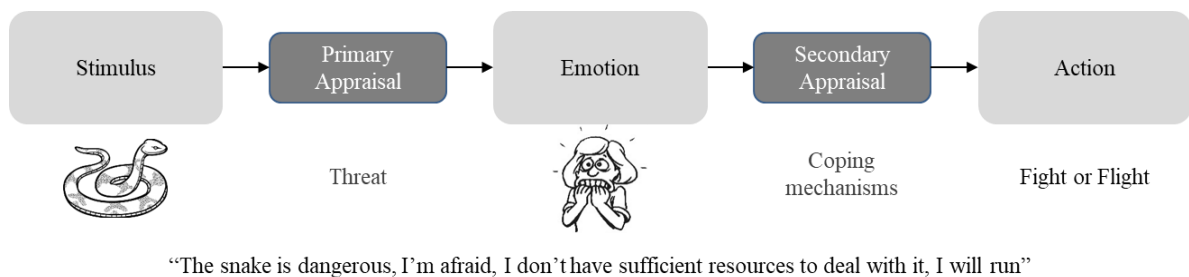 Stimulus
Primary
Appraisal
Emotion
Secondary
Appraisal
Action
Threat
Coping
mechanisms
Fight or Flight
“The snake is dangerous, I’m afraid, I don’t have sufficient resources to deal with it, I will run”